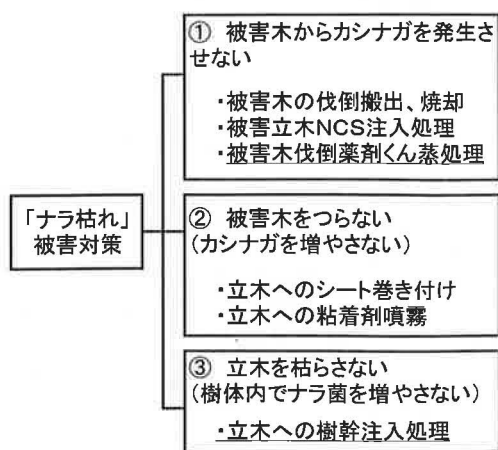 「ナラ枯れ」
被害対策
① 被害木からカシナガを発生さ
せない
・被害木の伐倒搬出、焼却
・被害立木NCS注入処理
・被害木伐倒薬剤くん蒸処理
② 被害木をつらない
(カシナガを増やさない)
・立木へのシート巻き付け
・立木への粘着剤噴霧
③ 立木を枯らさない
(樹体内でナラ菌を増やさない)
・立木への樹幹注入処理